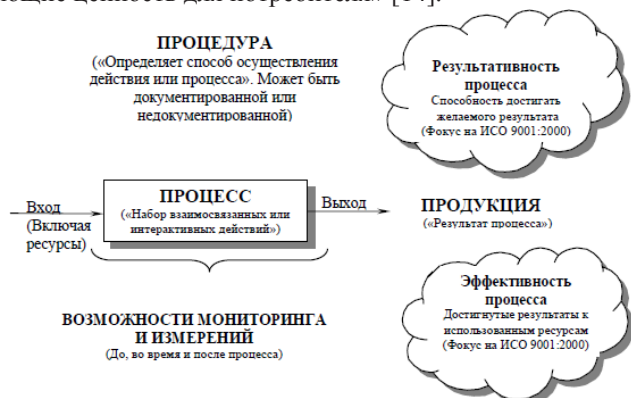 ющие ценность для потребителя» [14].
ПРОЦЕДУРА
(«Определяет способ осуществления
действия или процесса». Может быть
документированной или
недокументированной)
Результативность
процесса
Способность достигать
желаемого результата
(Фокус на ИСО 9001:2000)
Вход
(Включая
ресурсы)
ПРОЦЕСС
(«Набор взаимосвязанных или
интерактивных действий»)
Выход
ПРОДУКЦИЯ
(«Результат процесса»)
ВОЗМОЖНОСТИ МОНИТОРИНГА
И ИЗМЕРЕНИЙ
(До, во время и после процесса)
Эффективность
процесса
Достигнутые результаты к
использованным ресурсам
(Фокус на ИСО 9001:2000)